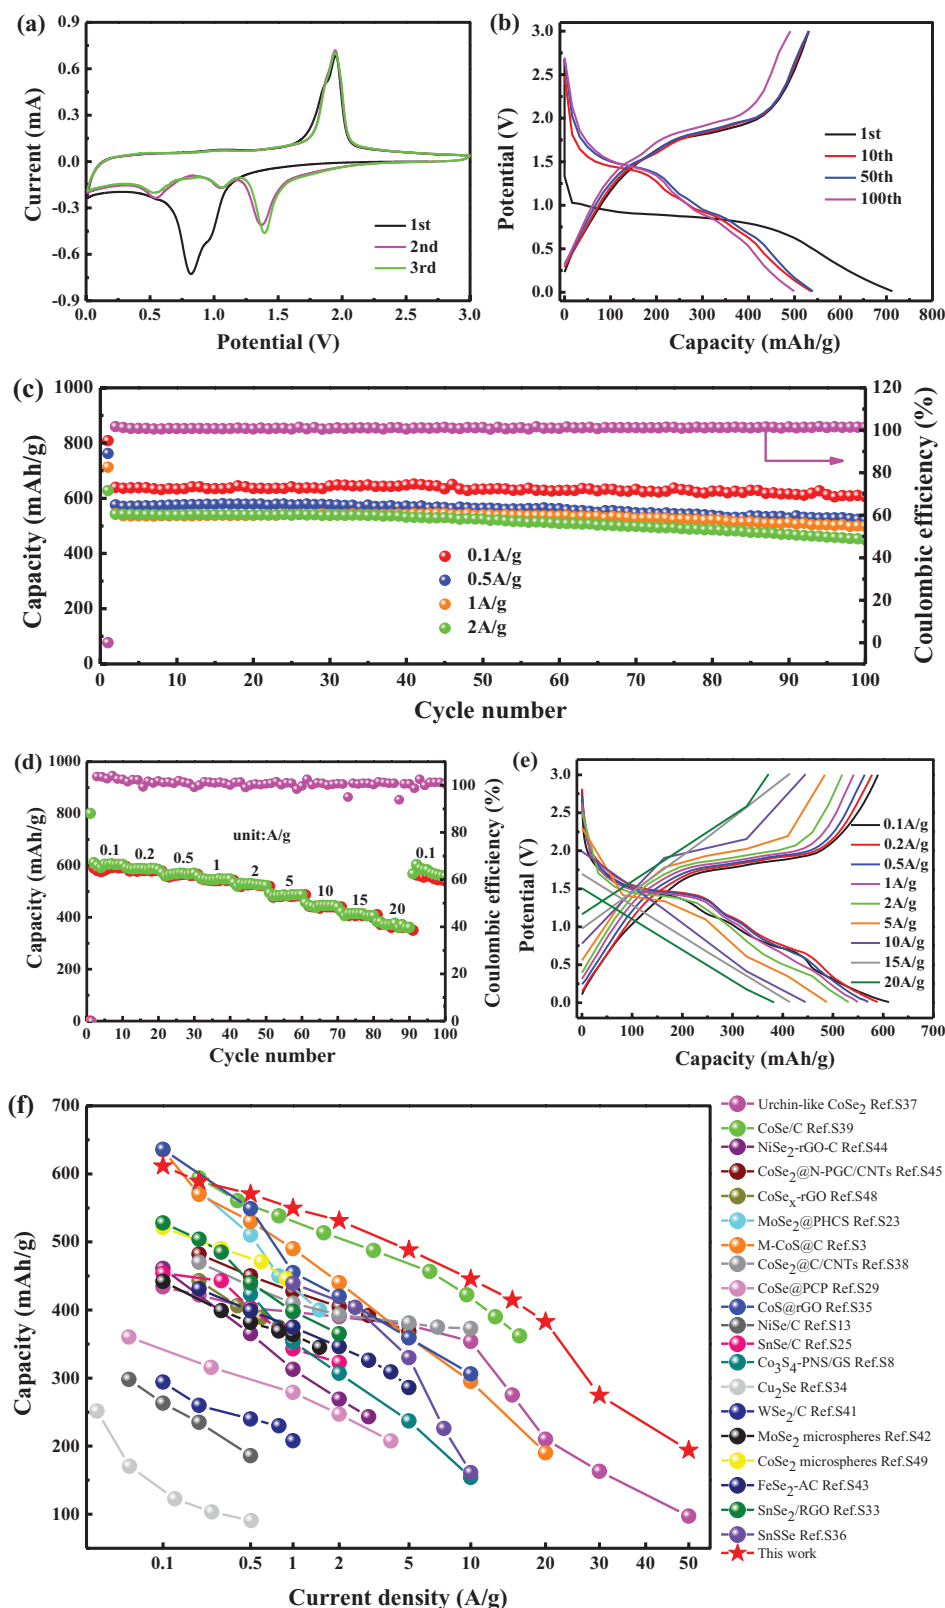 (a)
0.9
0.6
0.3
0.0
-0.3
-0.6
-0.9
Current (mA)
1st
2nd
3rd
0.0 0.5 1.0 1.5 2.0 2.5 3.0
Potential (V)
(b)
3.0
2.5
2.0
1.5
1.0
0.5
0.0
Potential (V)
1st
10th
50th
100th
0 100 200 300 400 500 600 700 800
Capacity (mAh/g)
(c)
1000
800
600
400
200
0
Capacity (mAh/g)
120
100
80
60
40
20
0
Coulombic efficiency (%)
0.1A/g
0.5A/g
1A/g
2A/g
0 10 20 30 40 50 60 70 80 90 100
Cycle number
(d)
1000
800
600
400
200
0
Capacity (mAh/g)
100
80
60
40
20
0
Coulombic efficiency (%)
unit:A/g
0.1 0.2 0.5 1 2 5 10 15 20 0.1
0 10 20 30 40 50 60 70 80 90 100
Cycle number
(e)
3.0
2.5
2.0
1.5
1.0
0.5
0.0
Potential (V)
0.1A/g
0.2A/g
0.5A/g
1A/g
2A/g
5A/g
10A/g
15A/g
20A/g
0 100 200 300 400 500 600 700
Capacity (mAh/g)
(f)
700
600
500
400
300
200
100
Capacity (mAh/g)
0.1 0.5 1 2 5 10 20 30 50
Current density (A/g)
Urchin-like CoSe2 Ref.S37
CoSe/C Ref.S39
NiSe2-rGO-C Ref.S44
CoSe2@N-PGC/CNTs Ref.S45
CoSex-rGO Ref.S48
MoSe2@PHCS Ref.S23
M-CoS@C Ref.S3
CoSe2@C/CNTs Ref.S38
CoSe@PCP Ref.S29
CoS@rGO Ref.S35
NiSe/C Ref.S13
SnSe/C Ref.S25
Co3S4-PNS/GS Ref.S8
Cu2Se Ref.S34
WSe2/C Ref.S41
MoSe2 microspheres Ref.S42
CoSe2 microspheres Ref.S49
FeSe2-AC Ref.S43
SnSe2/RGO Ref.S33
SnSSe Ref.S36
This work